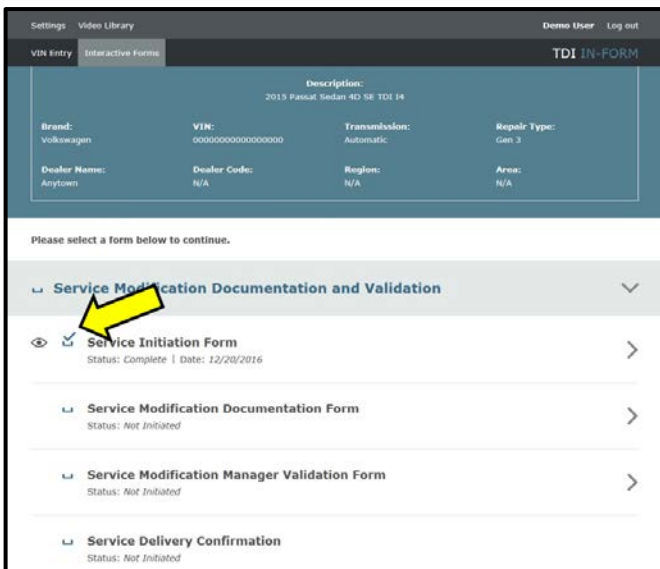 Settings Video Library Demo User Log out
VIN Entry Interactive Forms TDI IN-FORM
Description:
2015 Passat Sedan 4D SE TDI I4
Brand: VIN: Transmission: Repair Type:
Volkswagen 00000000000000000 Automatic Gen 3
Dealer Name: Dealer Code: Region: Area:
Anytown N/A N/A N/A
Please select a form below to continue.
Service Modification Documentation and Validation
Service Initiation Form
Status: Complete | Date: 12/20/2016
Service Modification Documentation Form
Status: Not Initiated
Service Modification Manager Validation Form
Status: Not Initiated
Service Delivery Confirmation
Status: Not Initiated